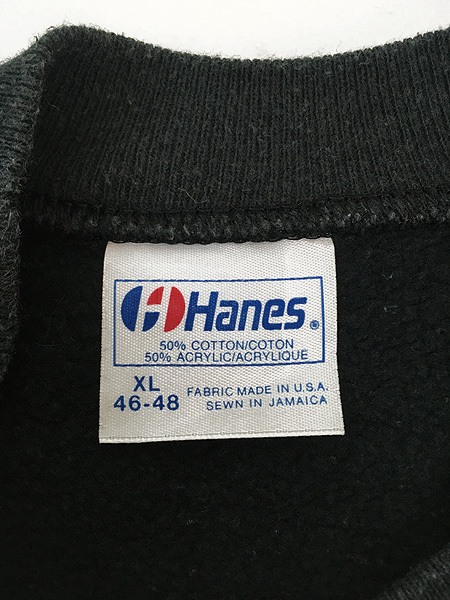 Hanes®
50% COTTON/COTON
50% ACRYLIC/ACRYLIQUE
XL
46-48
FABRIC MADE IN U.S.A.
SEWN IN JAMAICA